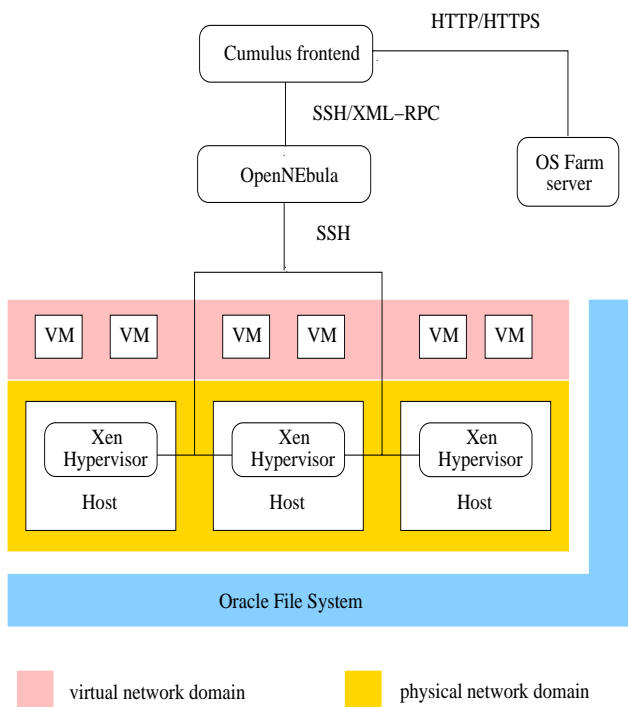 HTTP/HTTPS
Cumulus frontend
SSH/XML−RPC
OpenNEbula
OS Farm
server
SSH
VM VM VM VM VM VM
Xen
Hypervisor
Host
Xen
Hypervisor
Host
Xen
Hypervisor
Host
Oracle File System
virtual network domain
physical network domain